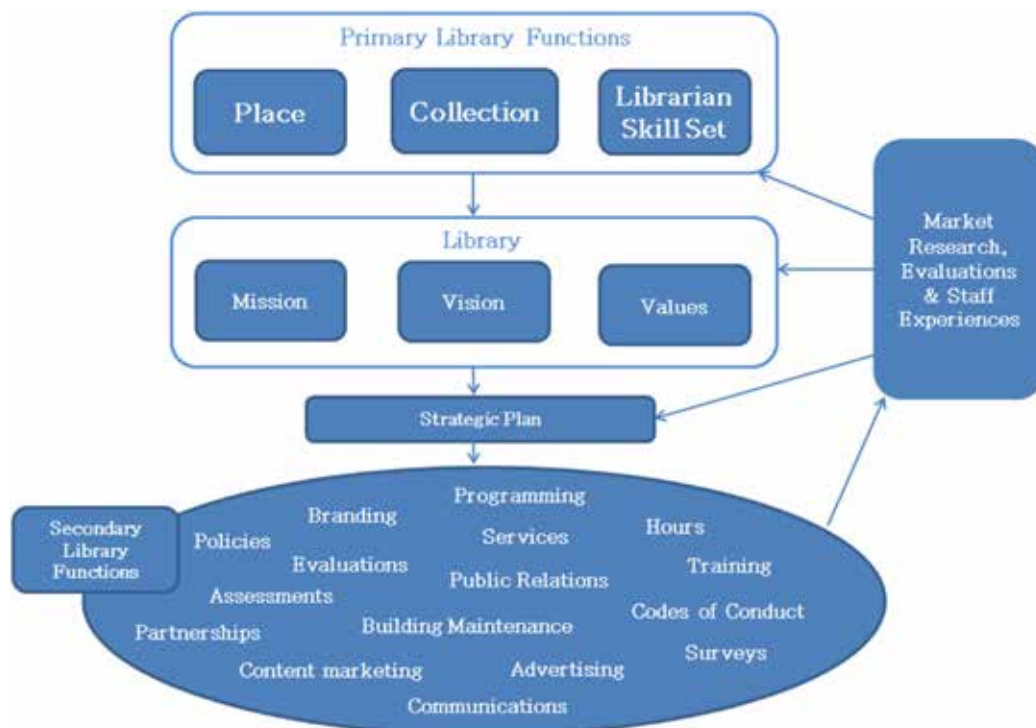 Primary Library Functions
Place
Collection
Librarian
Skill Set
Library
Mission
Vision
Values
Market
Research,
Evaluations
& Staff
Experiences
Strategic Plan
Secondary
Library
Functions
Programming
Branding
Hours
Policies
Services
Evaluations
Public Relations
Training
Assessments
Codes of Conduct
Partnerships
Building Maintenance
Surveys
Content marketing
Advertising
Communications